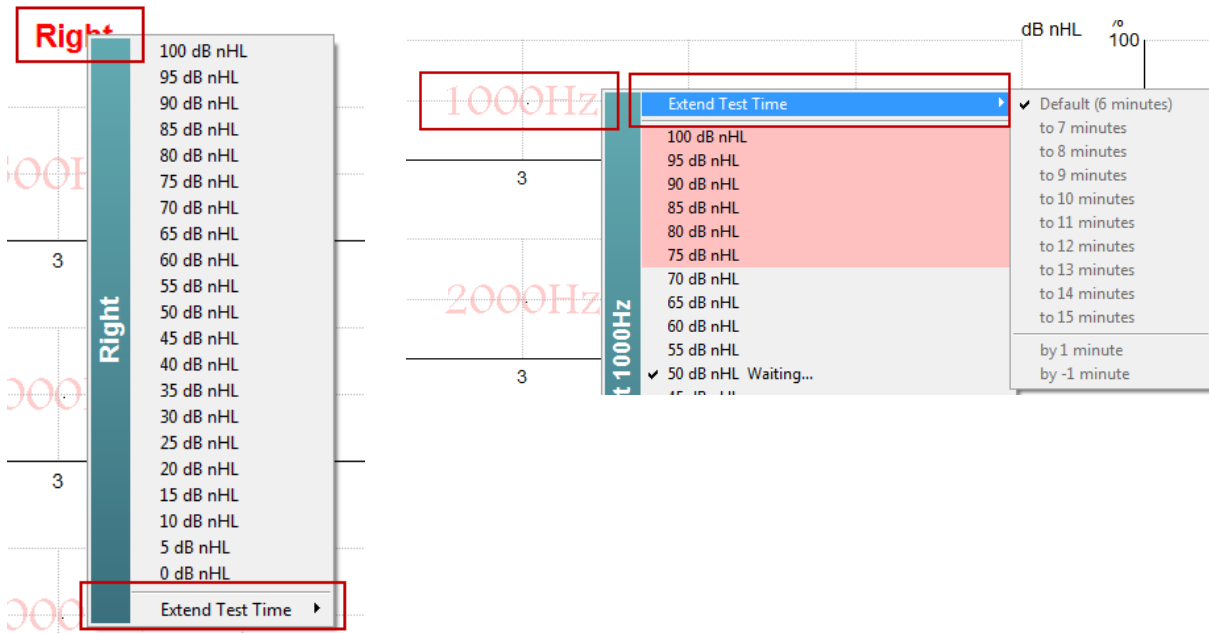 Right
100 dB nHL
95 dB nHL
90 dB nHL
85 dB nHL
80 dB nHL
75 dB nHL
70 dB nHL
65 dB nHL
60 dB nHL
55 dB nHL
50 dB nHL
45 dB nHL
40 dB nHL
35 dB nHL
30 dB nHL
25 dB nHL
20 dB nHL
15 dB nHL
10 dB nHL
5 dB nHL
0 dB nHL
Extend Test Time
Right
3
3
dB nHL
%
100
1000Hz
3
2000Hz
3
1000Hz
Extend Test Time
100 dB nHL
95 dB nHL
90 dB nHL
85 dB nHL
80 dB nHL
75 dB nHL
70 dB nHL
65 dB nHL
60 dB nHL
55 dB nHL
50 dB nHL Waiting...
Default (6 minutes)
to 7 minutes
to 8 minutes
to 9 minutes
to 10 minutes
to 11 minutes
to 12 minutes
to 13 minutes
to 14 minutes
to 15 minutes
by 1 minute
by -1 minute